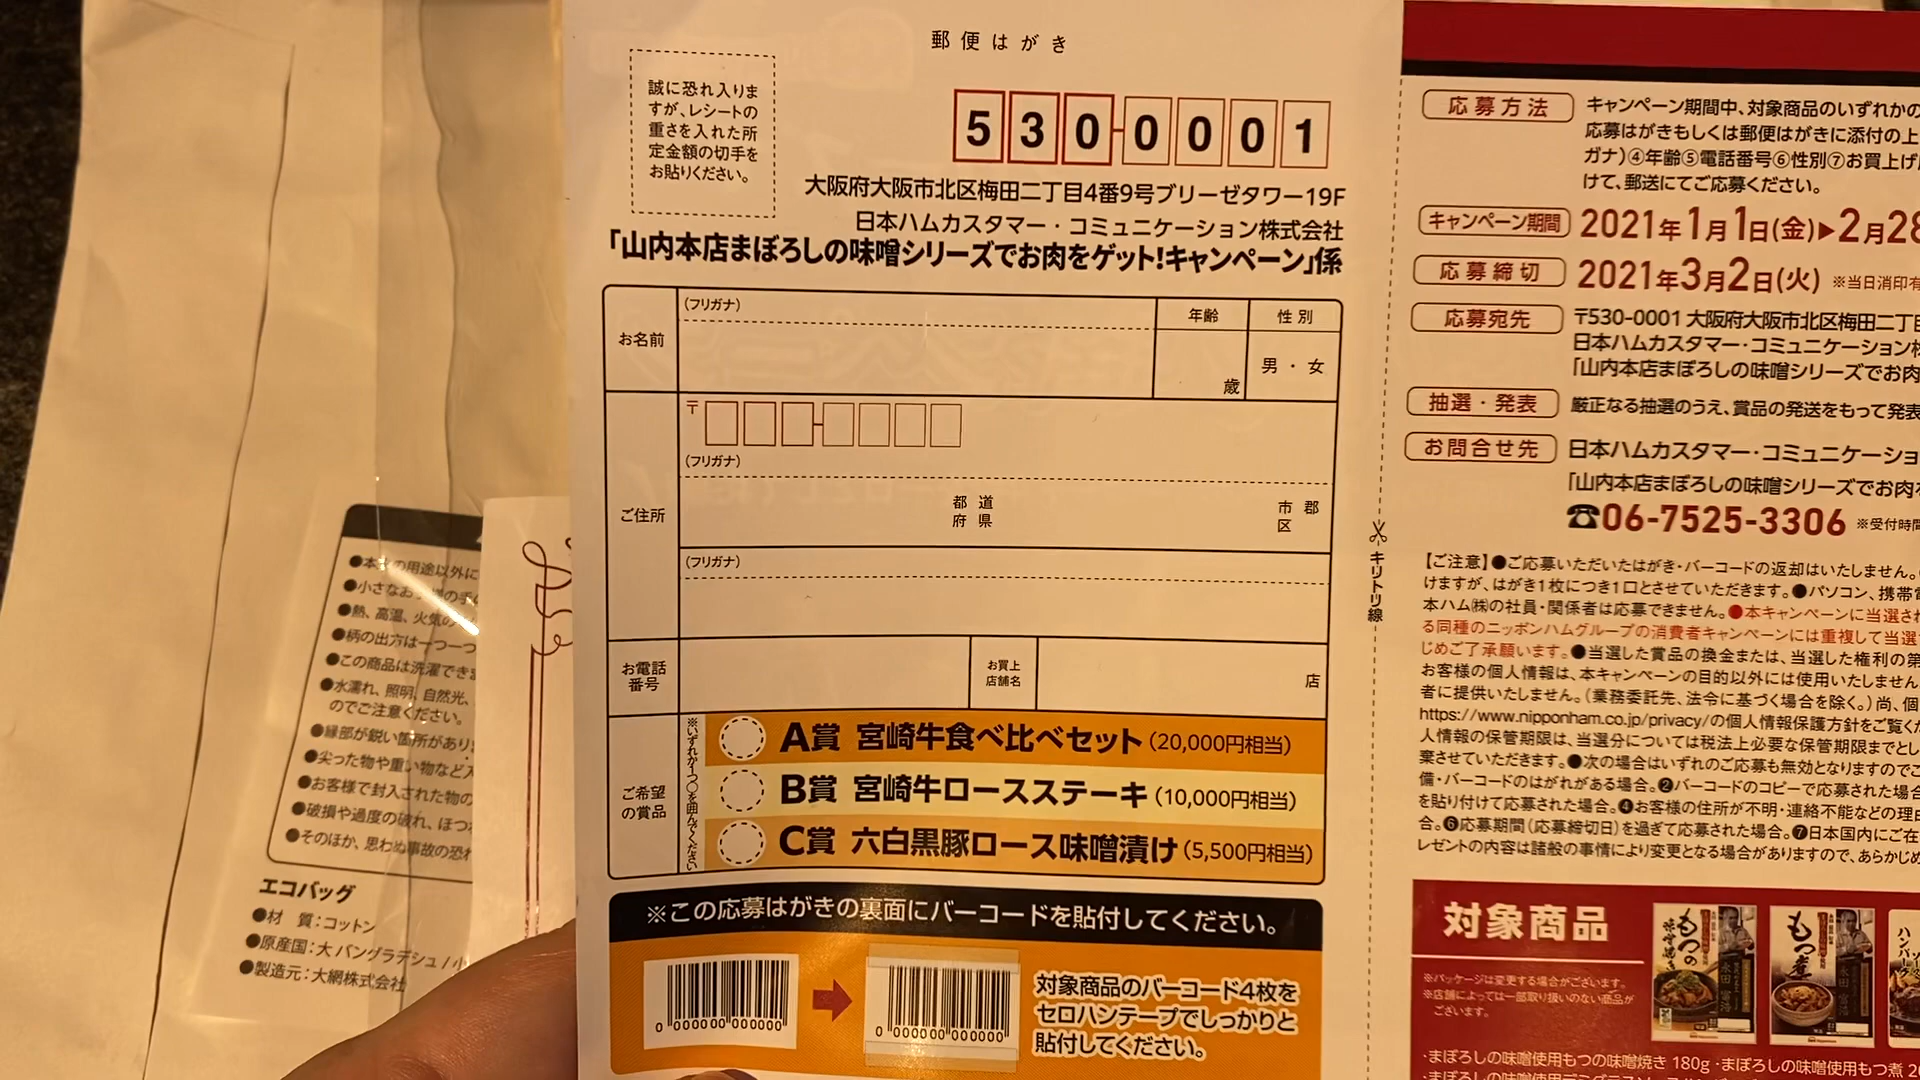 郵便はがき
誠に恐れ入りま
すが、レシートの
重さを入れた所
定金額の切手を
お貼りください。
530-0001
大阪府大阪市北区梅田二丁目4番9号ブリーゼタワー19F
日本ハムカスタマー・コミュニケーション株式会社
「山内本店まぼろしの味噌シリーズでお肉をゲット!キャンペーン」係
お名前
(フリガナ)
年齢
性別
歳
男・女
ご住所
〒
(フリガナ)
都道
府県
市郡
区
(フリガナ)
お電話
番号
お買上
店舗名
店
ご希望
の賞品
※いずれか1つ○を囲んでください
A賞 宮崎牛食べ比べセット(20,000円相当)
B賞 宮崎牛ロースステーキ(10,000円相当)
C賞 六白黒豚ロース味噌漬け(5,500円相当)
※この応募はがきの裏面にバーコードを貼付してください。
0 000000 000000
0 000000 000000
対象商品のバーコード4枚を
セロハンテープでしっかりと
貼付してください。
キリトリ線
応募方法
キャンペーン期間中、対象商品のいずれかの
応募はがきもしくは郵便はがきに添付の上
ガナ)④年齢⑤電話番号⑥性別⑦お買上げ
けて、郵送にてご応募ください。
キャンペーン期間
2021年1月1日(金)▶2月28
応募締切
2021年3月2日(火) ※当日消印有
応募宛先
〒530-0001 大阪府大阪市北区梅田二丁目
日本ハムカスタマー・コミュニケーション株
「山内本店まぼろしの味噌シリーズでお肉
抽選・発表
厳正なる抽選のうえ、賞品の発送をもって発表
お問合せ先
日本ハムカスタマー・コミュニケーショ
「山内本店まぼろしの味噌シリーズでお肉を
☎06-7525-3306 ※受付時間
【ご注意】●ご応募いただいたはがき・バーコードの返却はいたしません。
けますが、はがき1枚につき1口とさせていただきます。●パソコン、携帯電
本ハム㈱の社員・関係者は応募できません。●本キャンペーンに当選され
る同種のニッポンハムグループの消費者キャンペーンには重複して当選
じめご了承願います。●当選した賞品の換金または、当選した権利の第
お客様の個人情報は、本キャンペーンの目的以外には使用いたしません
者に提供いたしません。(業務委託先、法令に基づく場合を除く。)尚、個
https://www.nipponham.co.jp/privacy/の個人情報保護方針をご覧くだ
人情報の保管期限は、当選分については税法上必要な保管期限までとし
棄させていただきます。●次の場合はいずれのご応募も無効となりますのでご
備・バーコードのはがれがある場合。❷バーコードのコピーで応募された場合
を貼り付けて応募された場合。❹お客様の住所が不明・連絡不能などの理由
合。❻応募期間(応募締切日)を過ぎて応募された場合。❼日本国内にご在
レゼントの内容は諸般の事情により変更となる場合がありますので、あらかじめ
対象商品
※パッケージは変更する場合がございます。
※店舗によっては一部取り扱いのない商品が
ございます。
もつの
味噌焼き
もつ煮
・まぼろしの味噌使用もつの味噌焼き 180g ・まぼろしの味噌使用もつ煮 20
●本来の用途以外に
●小さなお子様の手の
●熱、高温、火気の
●柄の出方は一つ一つ
●この商品は洗濯できま
●水濡れ、照明、自然光、
のでご注意ください。
●縁部が鋭い箇所があり
●尖った物や重い物など入
●お客様で封入された物の
●破損や過度の破れ、ほつ
●そのほか、思わぬ事故の恐れ
エコバッグ
●材 質:コットン
●原産国:大 バングラデシュ / 小
●製造元:大網株式会社